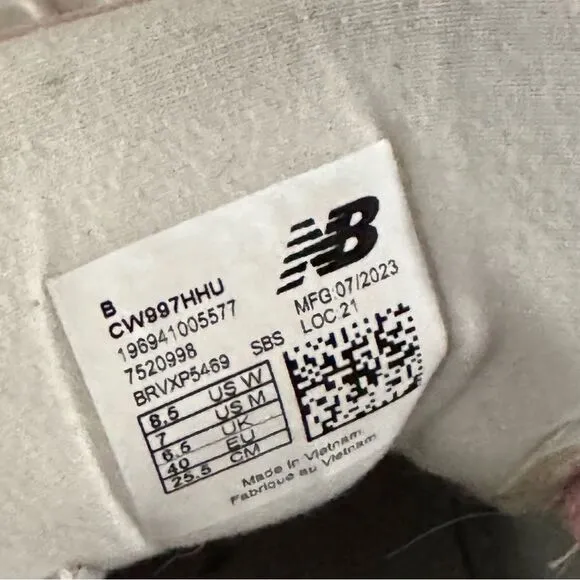 NB
B
CW997HHU
196941005577
7520998
BRVXP5469 SBS
MFG:07/2023
LOC:21
8.5 US W
7 US M
6.5 UK
40 EU
25.5 CM
Made in Vietnam
Fabriqué au Vietnam